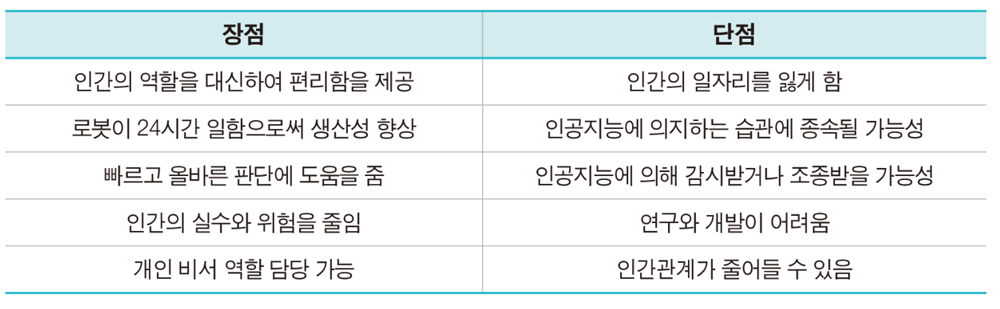 장점 단점
인간의 역할을 대신하여 편리함을 제공 인간의 일자리를 잃게 함
로봇이 24시간 일함으로써 생산성 향상 인공지능에 의지하는 습관에 종속될 가능성
빠르고 올바른 판단에 도움을 줌 인공지능에 의해 감시받거나 조종받을 가능성
인간의 실수와 위험을 줄임 연구와 개발이 어려움
개인 비서 역할 담당 가능 인간관계가 줄어들 수 있음